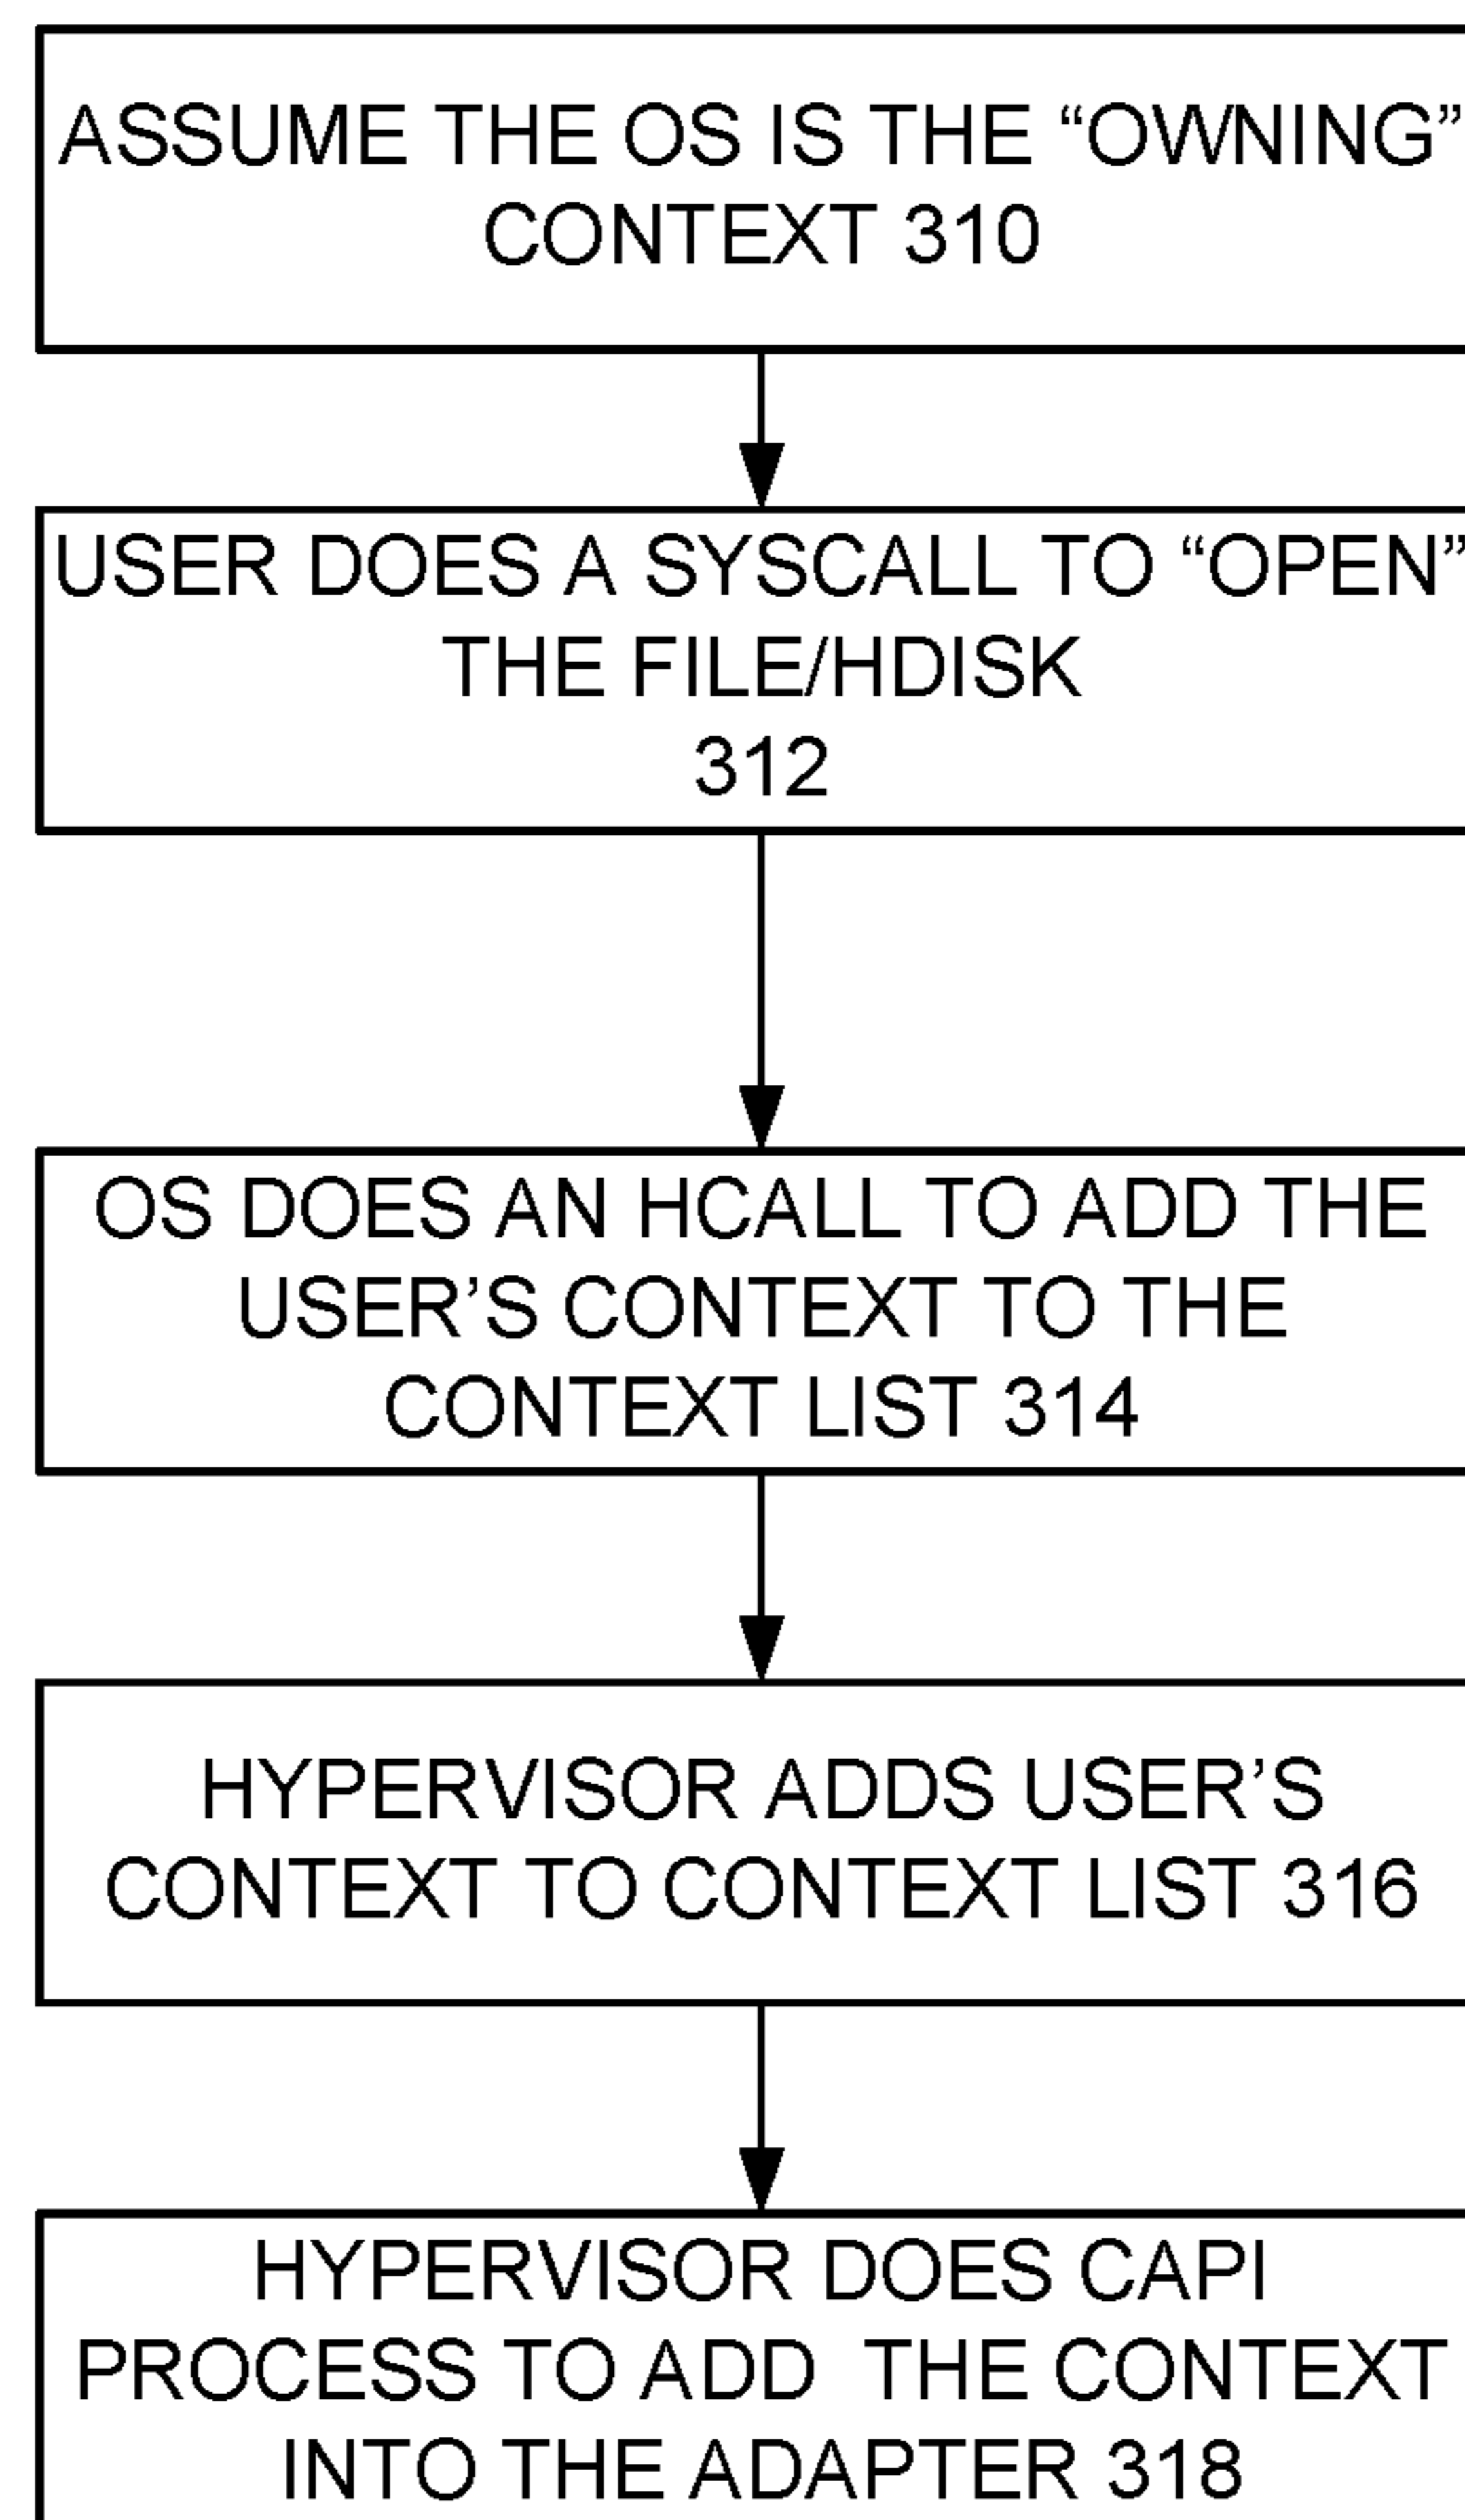 ASSUME THE OS IS THE “OWNING”
CONTEXT 310
USER DOES A SYSCALL TO “OPEN”
THE FILE/HDISK
312
OS DOES AN HCALL TO ADD THE
USER’S CONTEXT TO THE
CONTEXT LIST 314
HYPERVISOR ADDS USER’S
CONTEXT TO CONTEXT LIST 316
HYPERVISOR DOES CAPI
PROCESS TO ADD THE CONTEXT
INTO THE ADAPTER 318